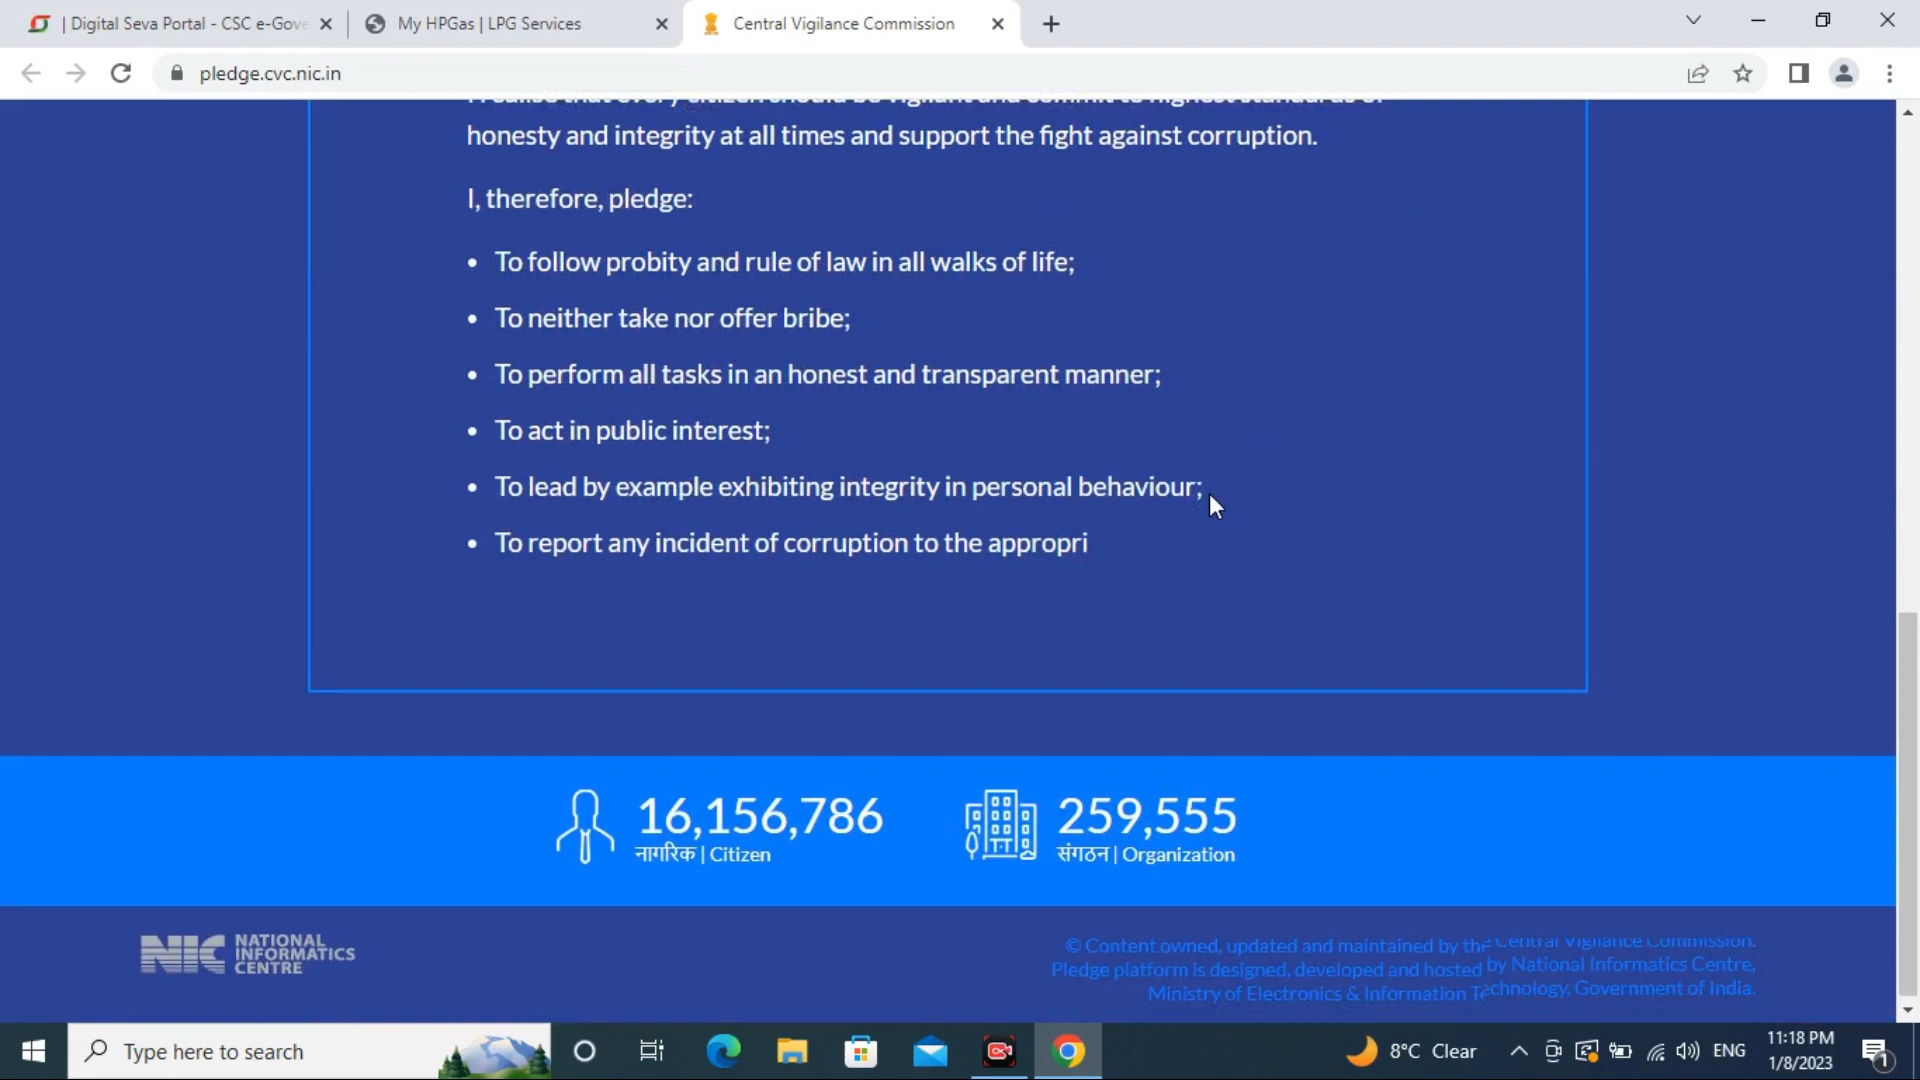 | Digital Seva Portal - CSC e-Gove
My HPGas | LPG Services
Central Vigilance Commission
pledge.cvc.nic.in
honesty and integrity at all times and support the fight against corruption.
I, therefore, pledge:
• To follow probity and rule of law in all walks of life;
• To neither take nor offer bribe;
• To perform all tasks in an honest and transparent manner;
• To act in public interest;
• To lead by example exhibiting integrity in personal behaviour;
• To report any incident of corruption to the appropri
16,156,786
नागरिक | Citizen
259,555
संगठन | Organization
NIC NATIONAL
INFORMATICS
CENTRE
© Content owned, updated and maintained by the Central Vigilance Commission.
Pledge platform is designed, developed and hosted by National Informatics Centre,
Ministry of Electronics & Information Technology, Government of India.
Type here to search
8°C Clear
ENG
11:18 PM
1/8/2023
1